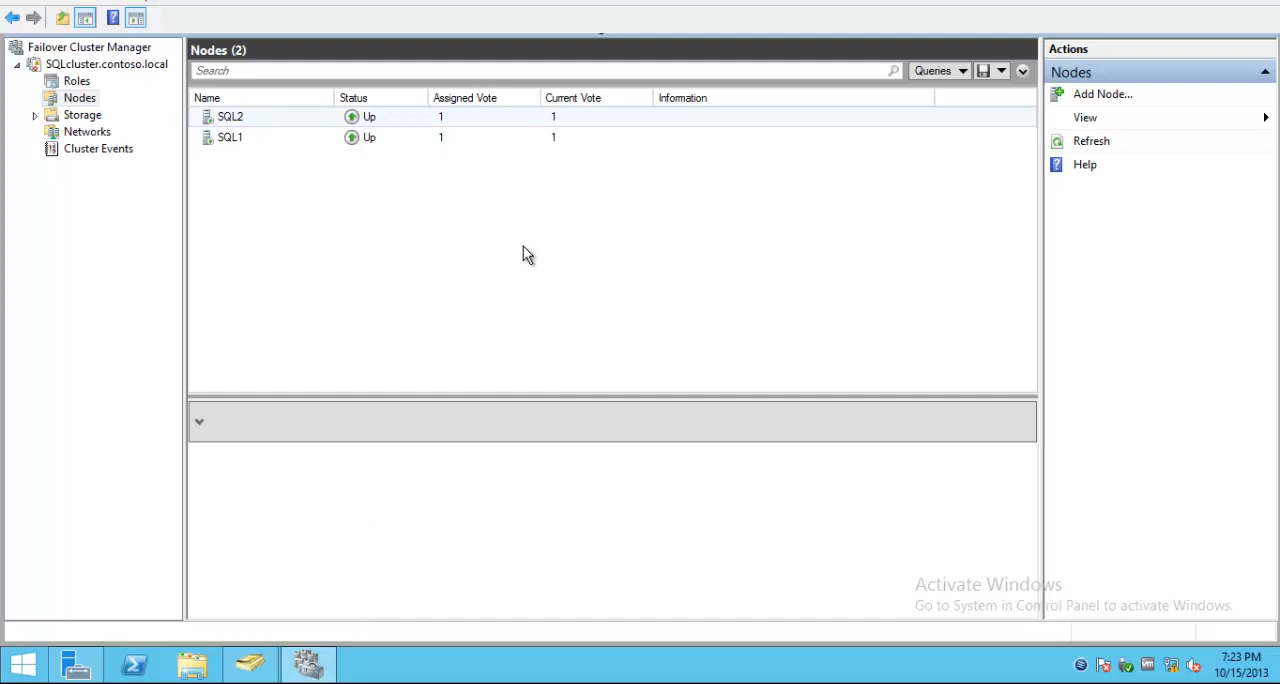 Failover Cluster Manager
SQLcluster.contoso.local
Roles
Nodes
Storage
Networks
Cluster Events
Nodes (2)
Search
Queries
Name Status Assigned Vote Current Vote Information
SQL2 Up 1 1
SQL1 Up 1 1
Actions
Nodes
Add Node...
View
Refresh
Help
Activate Windows
Go to System in Control Panel to activate Windows.
7:23 PM
10/15/2013